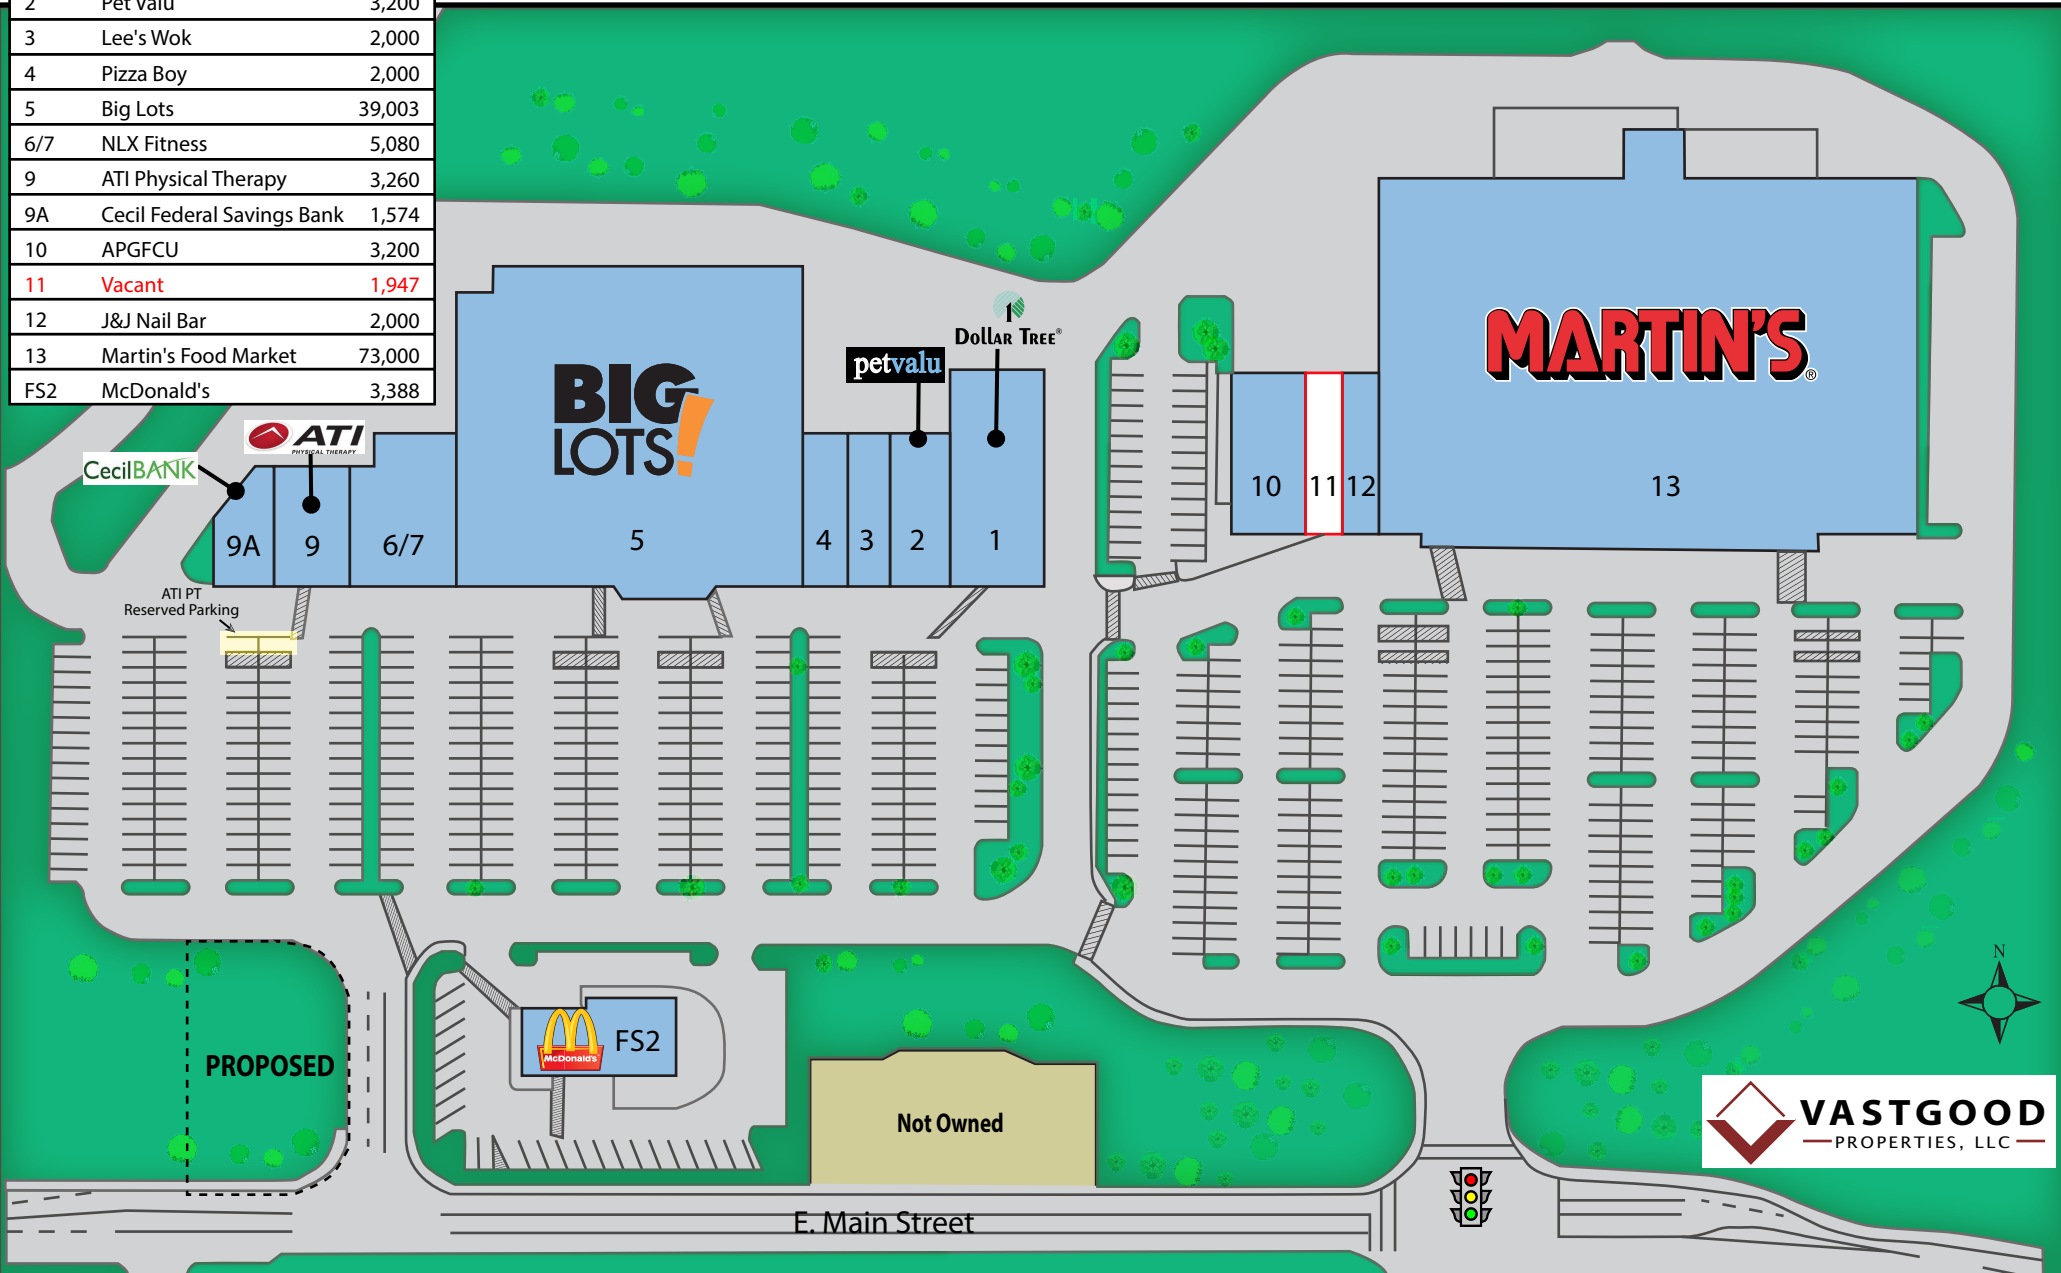 2 Pet Valu 3,200
3 Lee's Wok 2,000
4 Pizza Boy 2,000
5 Big Lots 39,003
6/7 NLX Fitness 5,080
9 ATI Physical Therapy 3,260
9A Cecil Federal Savings Bank 1,574
10 APGFCU 3,200
11 Vacant 1,947
12 J&J Nail Bar 2,000
13 Martin's Food Market 73,000
FS2 McDonald's 3,388
DOLLAR TREE®
petvalu
MARTIN'S®
BIG
LOTS!
ATI
PHYSICAL THERAPY
CecilBANK
9A
9
6/7
5
4
3
2
1
10
11
12
13
ATI PT
Reserved Parking
N
PROPOSED
McDonald's
FS2
Not Owned
VASTGOOD
PROPERTIES, LLC
E. Main Street